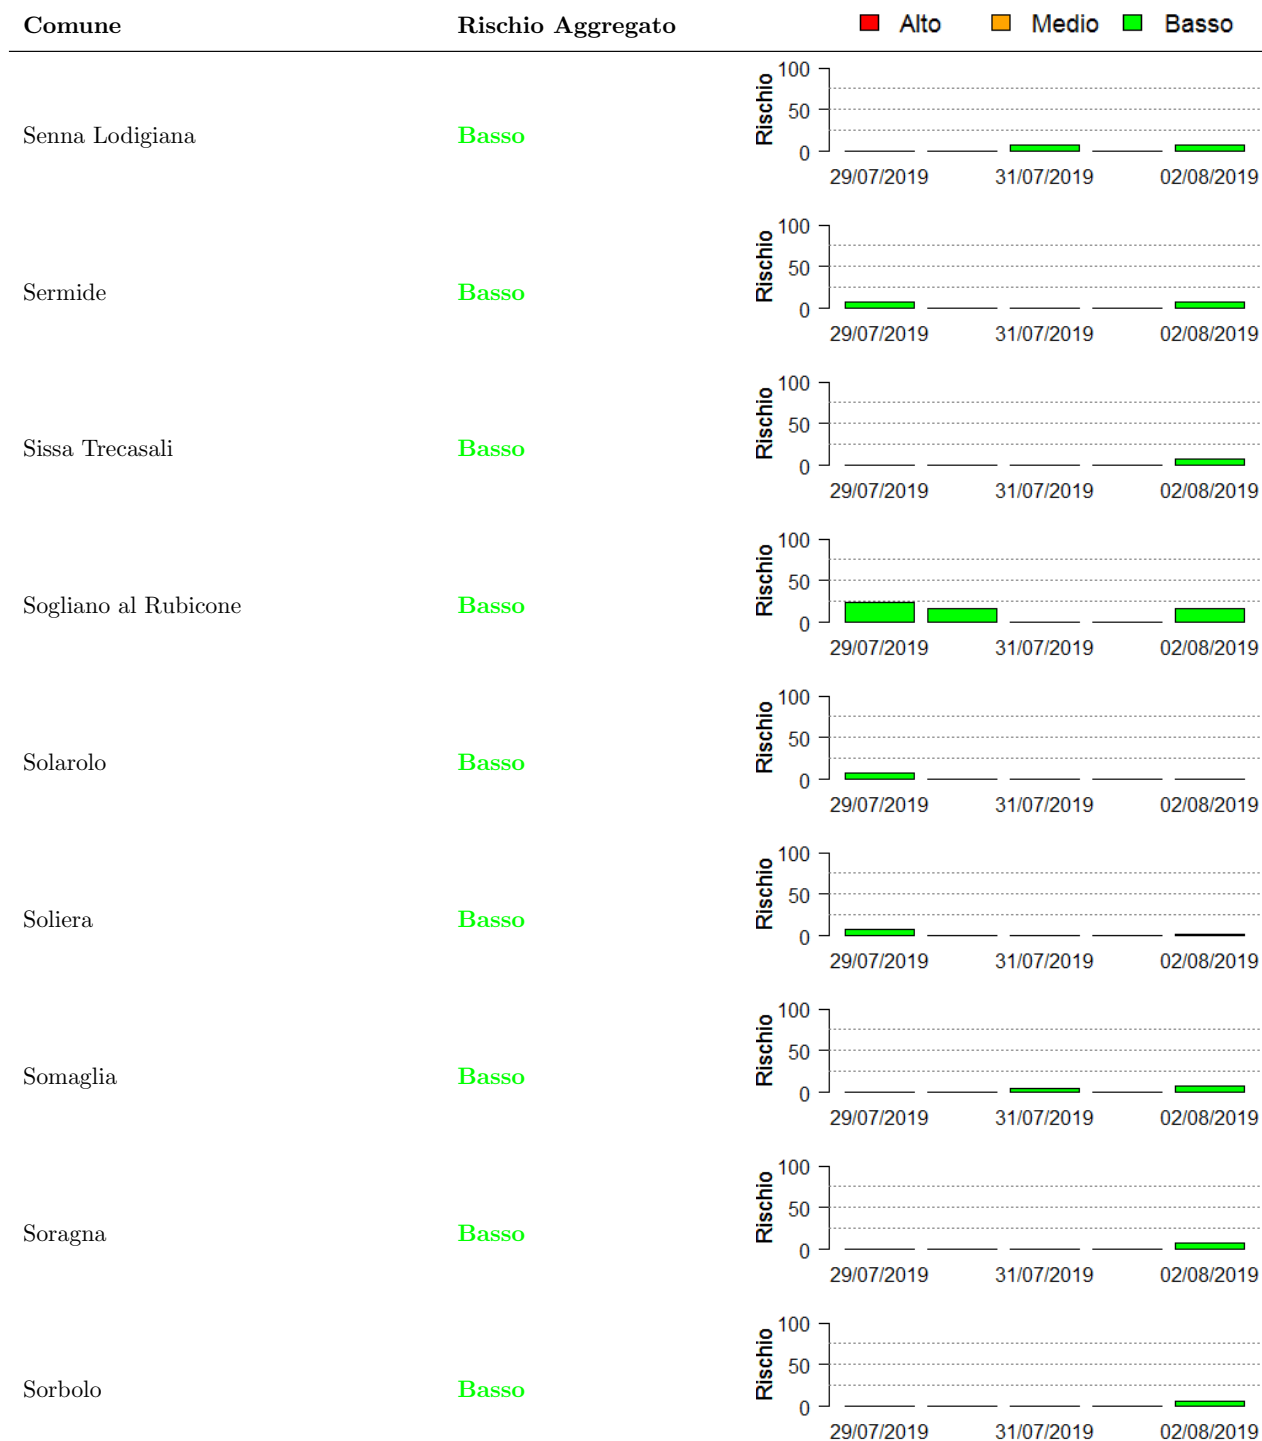 Comune Rischio Aggregato Alto Medio Basso
Senna Lodigiana Basso Rischio 100 50 0
29/07/2019 31/07/2019 02/08/2019
Sermide Basso Rischio 100 50 0
29/07/2019 31/07/2019 02/08/2019
Sissa Trecasali Basso Rischio 100 50 0
29/07/2019 31/07/2019 02/08/2019
Sogliano al Rubicone Basso Rischio 100 50 0
29/07/2019 31/07/2019 02/08/2019
Solarolo Basso Rischio 100 50 0
29/07/2019 31/07/2019 02/08/2019
Soliera Basso Rischio 100 50 0
29/07/2019 31/07/2019 02/08/2019
Somaglia Basso Rischio 100 50 0
29/07/2019 31/07/2019 02/08/2019
Soragna Basso Rischio 100 50 0
29/07/2019 31/07/2019 02/08/2019
Sorbolo Basso Rischio 100 50 0
29/07/2019 31/07/2019 02/08/2019